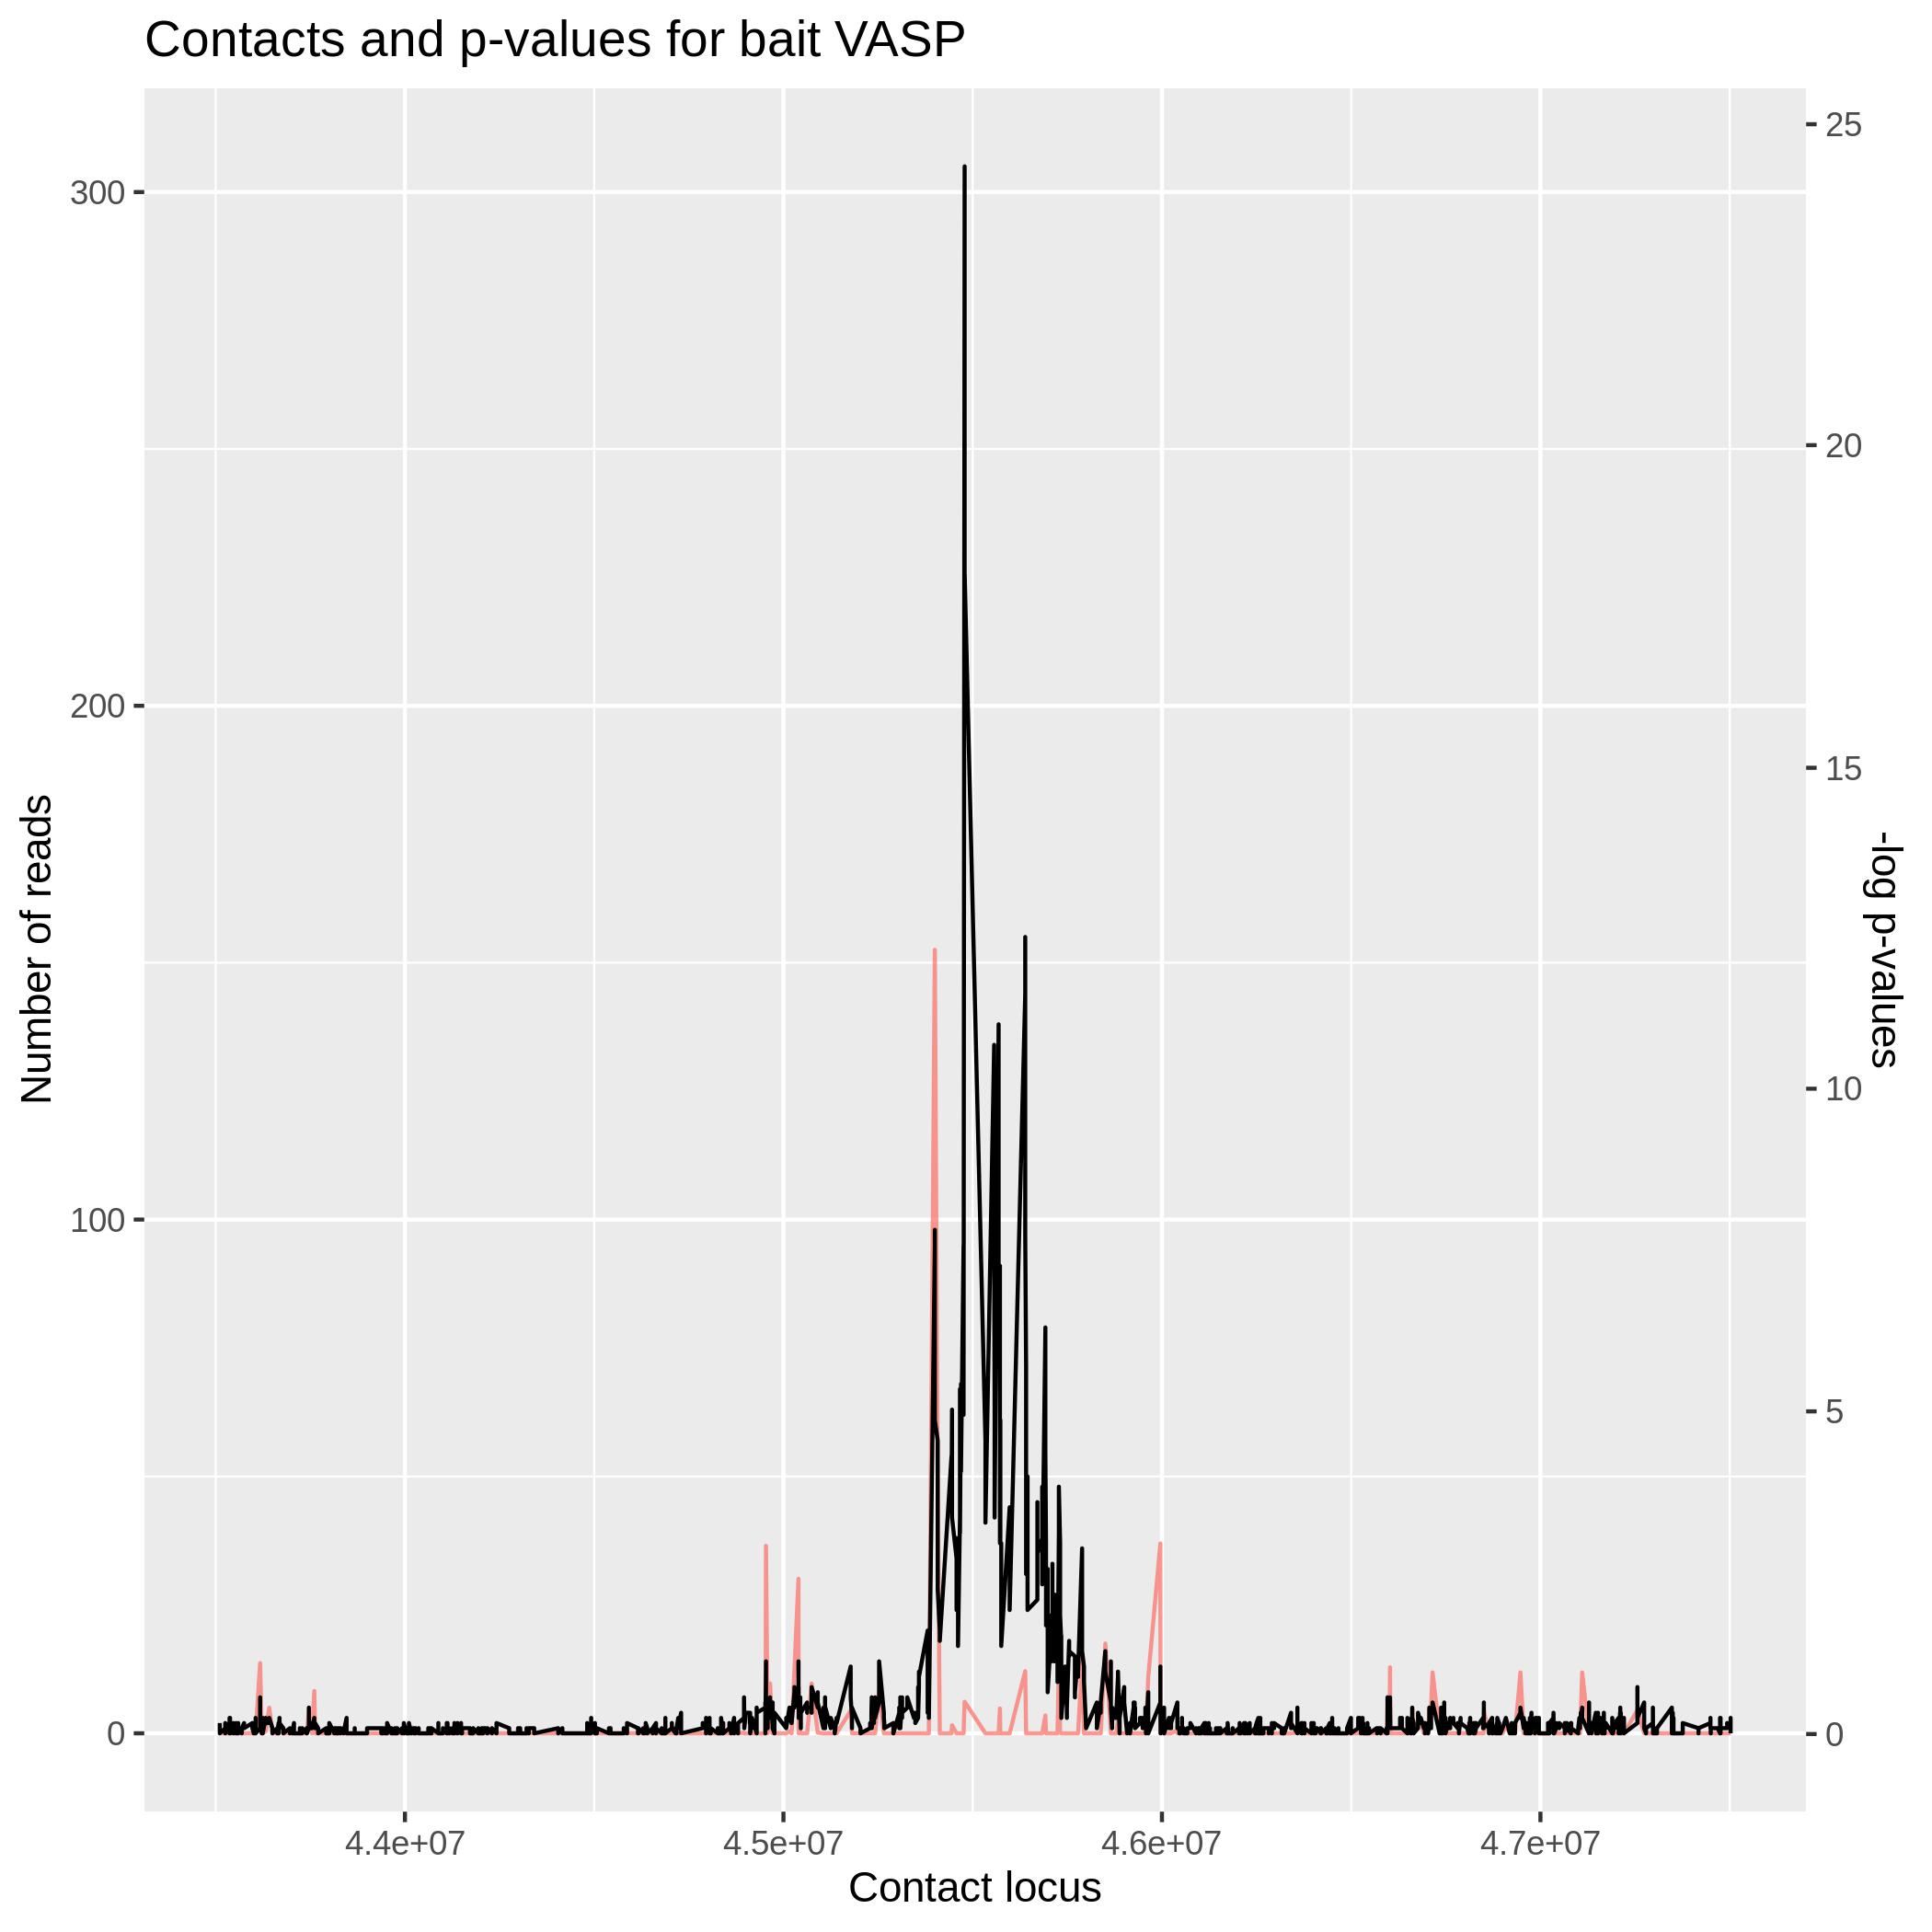 Contacts and p-values for bait VASP
Number of reads
300
200
100
0
25
20
15
10
5
0
-log p-values
4.4e+07
4.5e+07
4.6e+07
4.7e+07
Contact locus